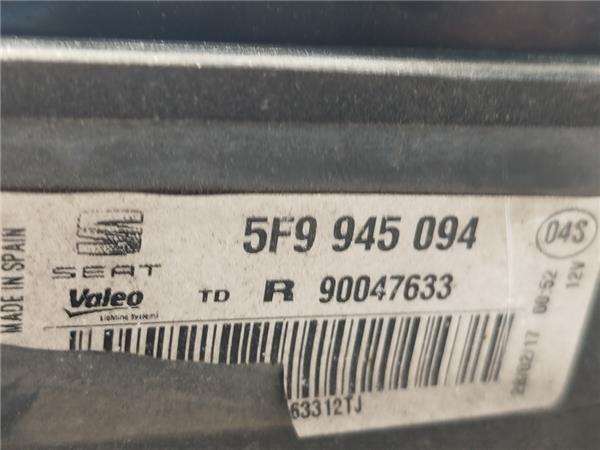 MADE IN SPAIN
SEAT
5F9 945 094
04S
Valeo
Lighting Systems
TD R 90047633
28/02/17 00:52 12V
63312TJ